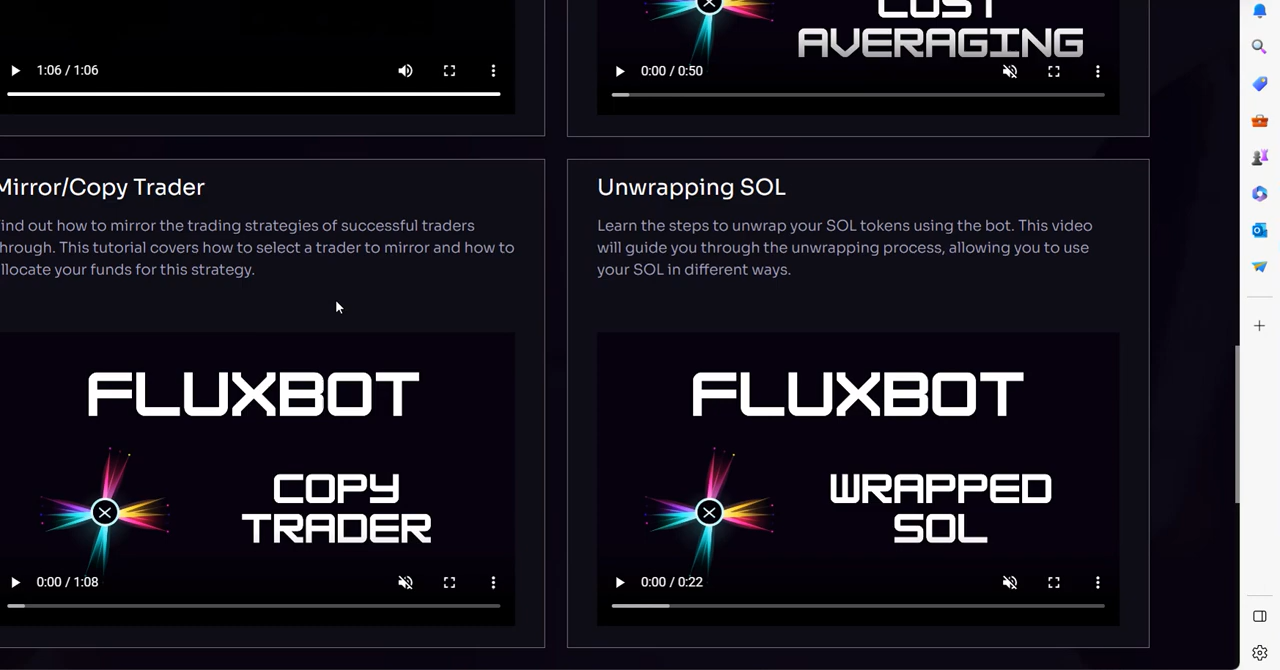 1:06 / 1:06
COST
AVERAGING
0:00 / 0:50
Mirror/Copy Trader
ind out how to mirror the trading strategies of successful traders
hrough. This tutorial covers how to select a trader to mirror and how to
llocate your funds for this strategy.
FLUXBOT
COPY
TRADER
0:00 / 1:08
Unwrapping SOL
Learn the steps to unwrap your SOL tokens using the bot. This video
will guide you through the unwrapping process, allowing you to use
your SOL in different ways.
FLUXBOT
WRAPPED
SOL
0:00 / 0:22